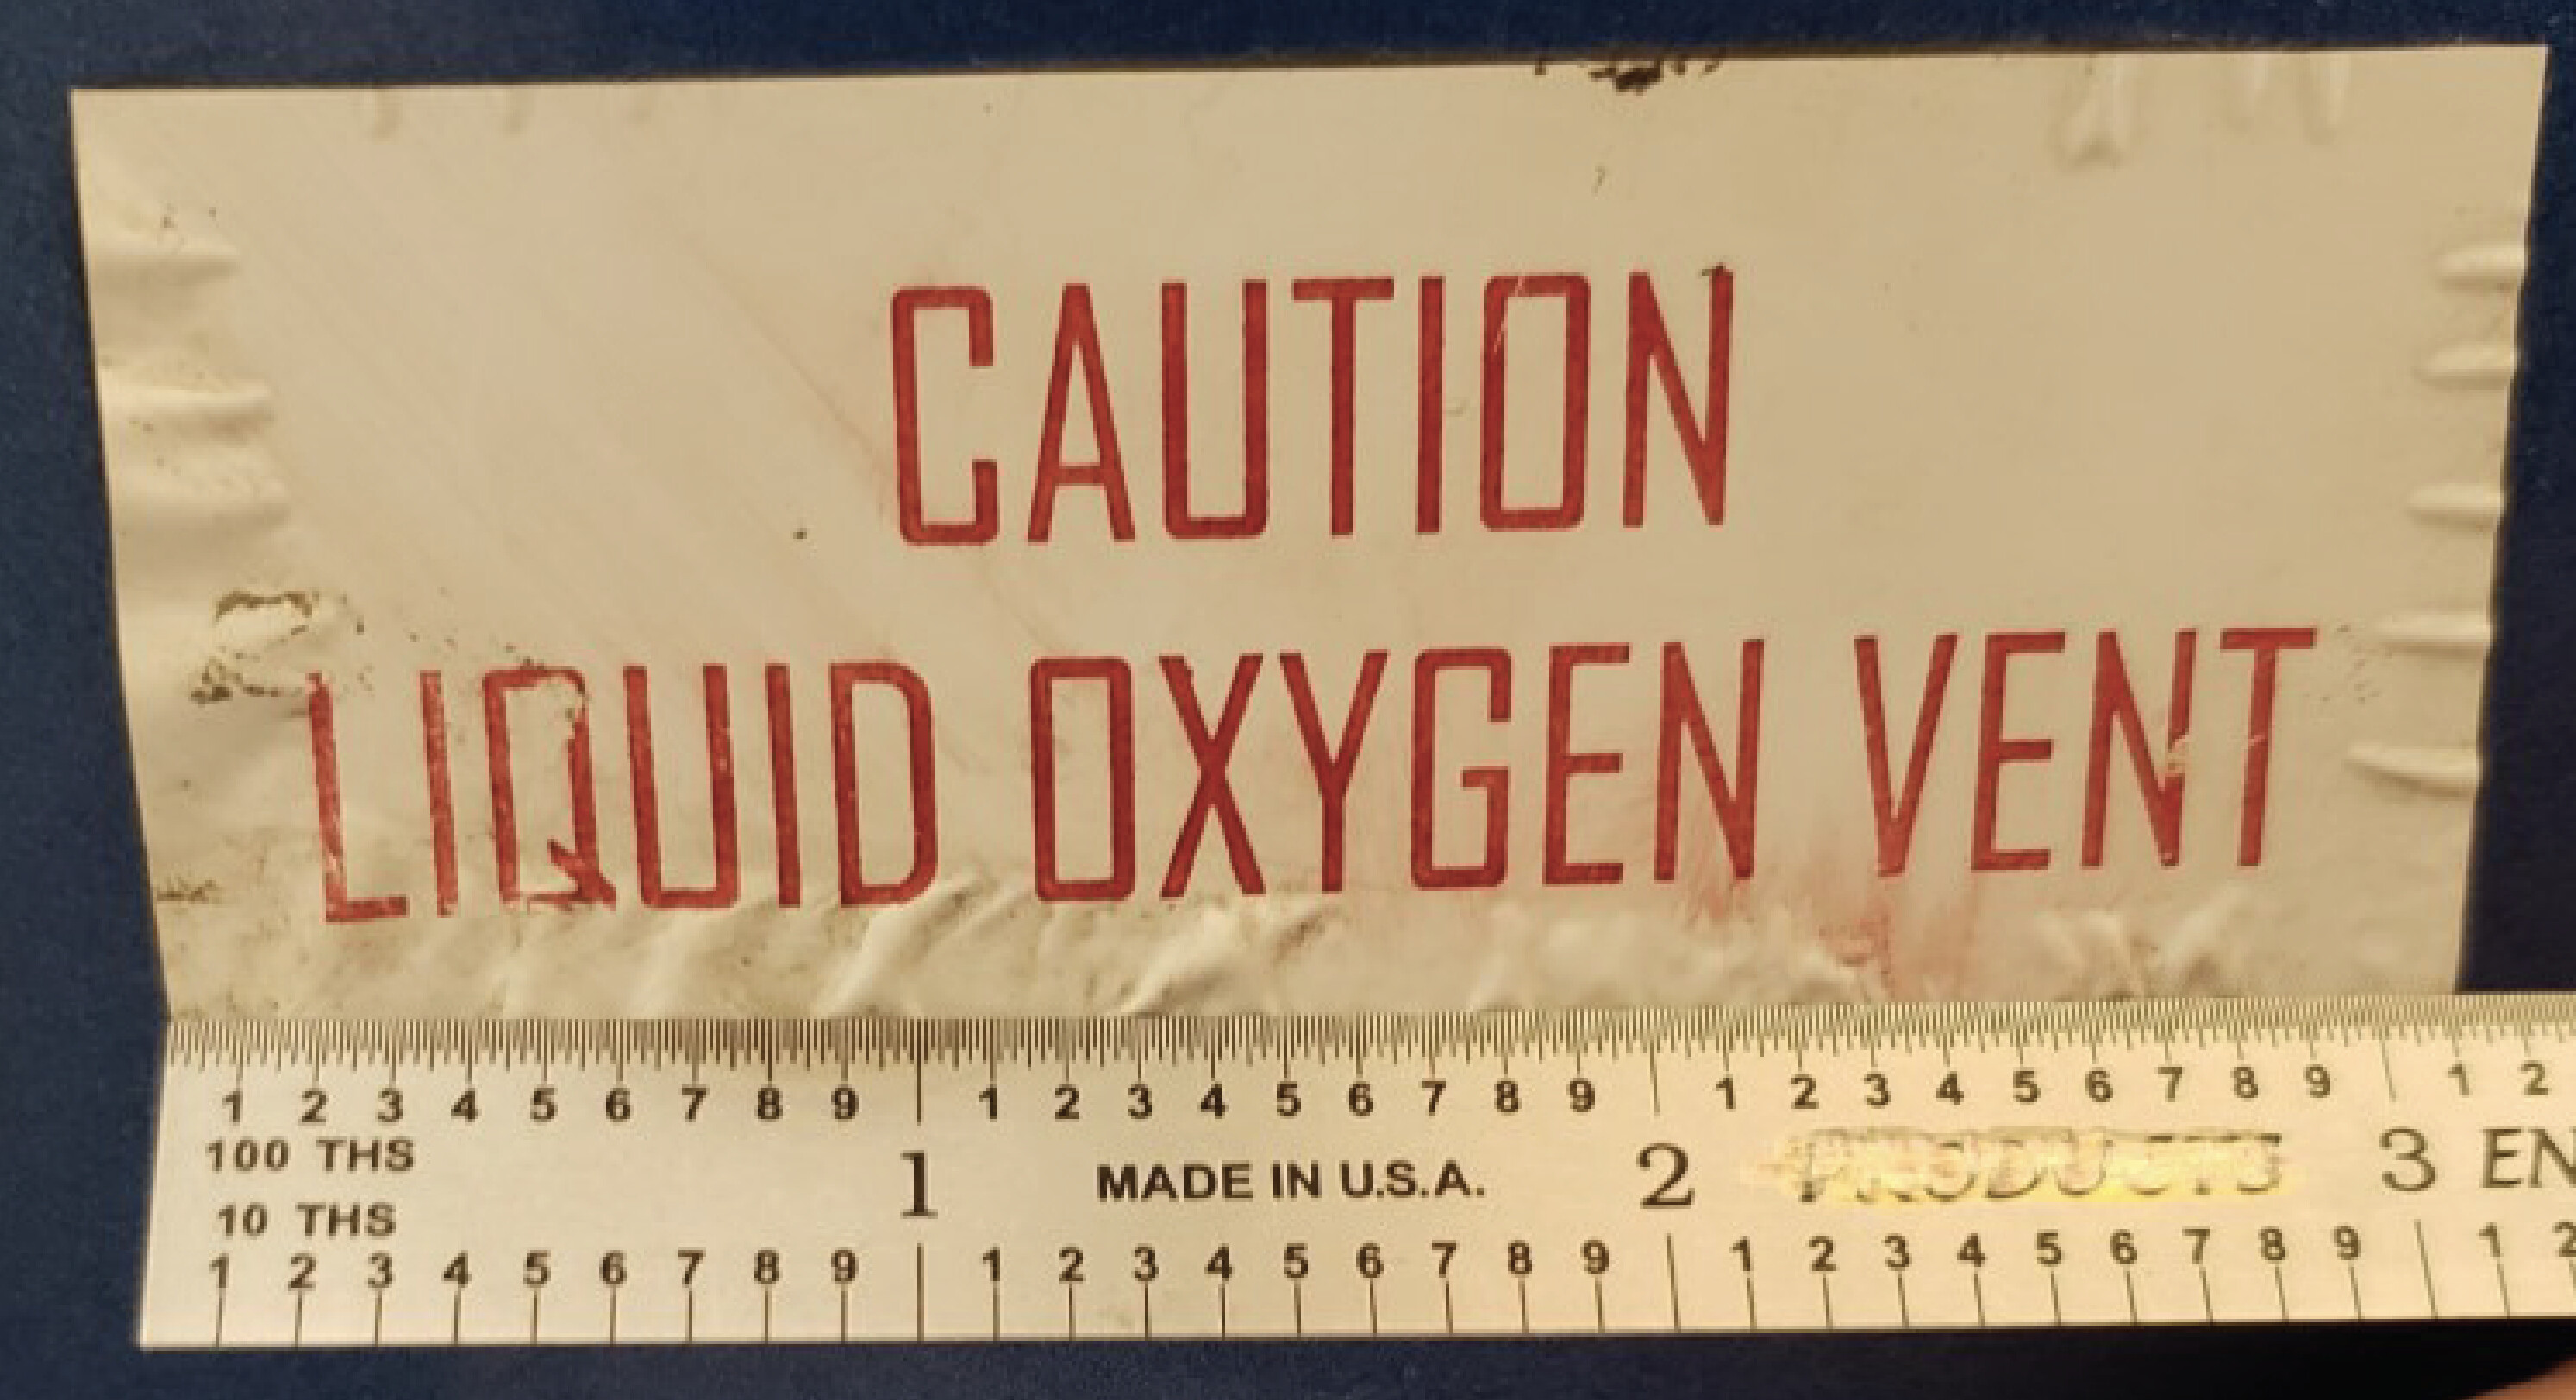 CAUTION
LIQUID OXYGEN VENT
1 2 3 4 5 6 7 8 9 1 2 3 4 5 6 7 8 9 1 2 3 4 5 6 7 8 9 1 2
100 THS
1 MADE IN U.S.A. 2 PRODUCTS 3 EN
10 THS
1 2 3 4 5 6 7 8 9 1 2 3 4 5 6 7 8 9 1 2 3 4 5 6 7 8 9 1 2